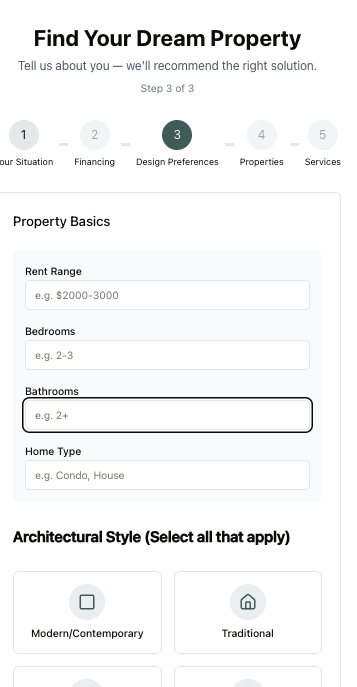 Find Your Dream Property
Tell us about you — we'll recommend the right solution.
Step 3 of 3
1 2 3 4 5
our Situation Financing Design Preferences Properties Services
Property Basics
Rent Range
e.g. $2000-3000
Bedrooms
e.g. 2-3
Bathrooms
e.g. 2+
Home Type
e.g. Condo, House
Architectural Style (Select all that apply)
Modern/Contemporary Traditional